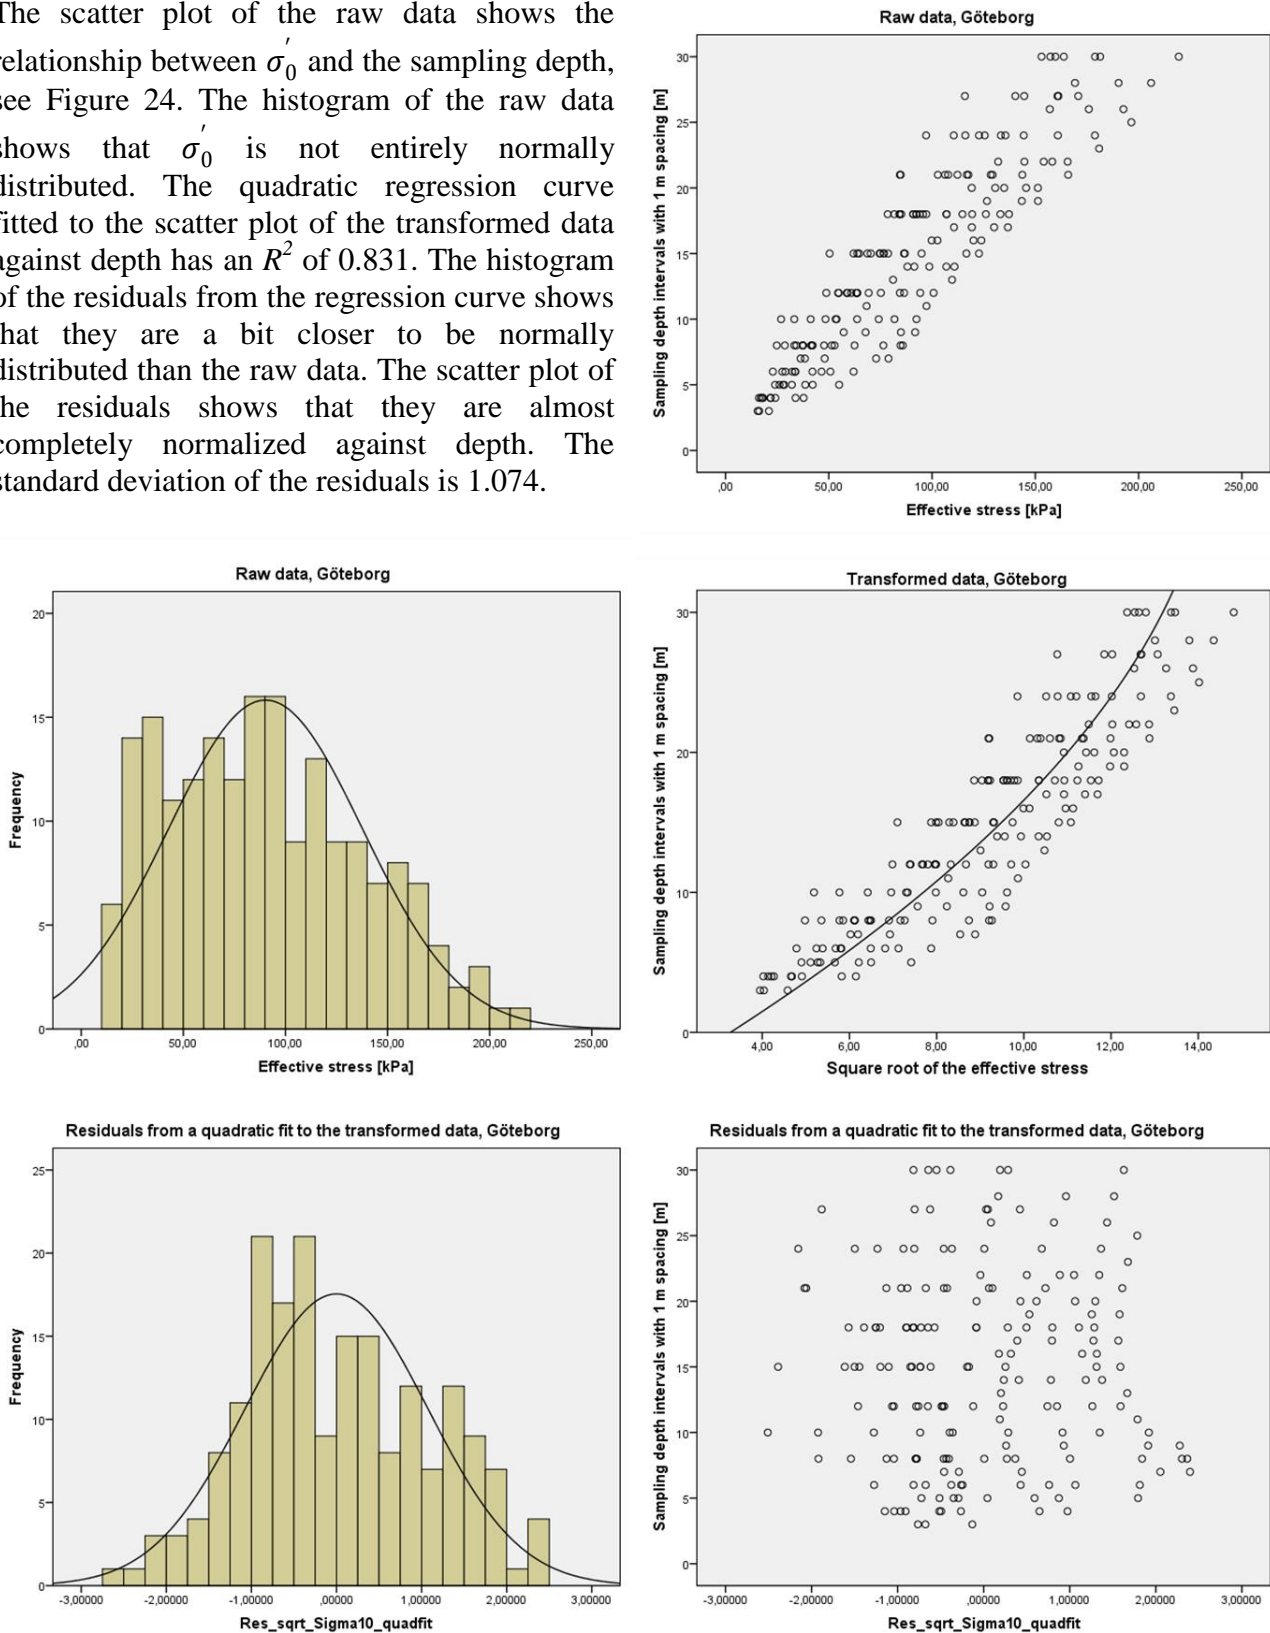 The scatter plot of the raw data shows the
relationship between σ′0 and the sampling depth,
see Figure 24. The histogram of the raw data
shows that σ′0 is not entirely normally
distributed. The quadratic regression curve
fitted to the scatter plot of the transformed data
against depth has an R2 of 0.831. The histogram
of the residuals from the regression curve shows
that they are a bit closer to be normally
distributed than the raw data. The scatter plot of
the residuals shows that they are almost
completely normalized against depth. The
standard deviation of the residuals is 1.074.
Raw data, Göteborg
Sampling depth intervals with 1 m spacing [m]
30
25
20
15
10
5
0
,00 50,00 100,00 150,00 200,00 250,00
Effective stress [kPa]
Raw data, Göteborg
Frequency
20
15
10
5
0
,00 50,00 100,00 150,00 200,00 250,00
Effective stress [kPa]
Transformed data, Göteborg
Sampling depth intervals with 1 m spacing [m]
30
20
10
0
4,00 6,00 8,00 10,00 12,00 14,00
Square root of the effective stress
Residuals from a quadratic fit to the transformed data, Göteborg
Frequency
25
20
15
10
5
0
-3,00000 -2,00000 -1,00000 ,00000 1,00000 2,00000 3,00000
Res_sqrt_Sigma10_quadfit
Residuals from a quadratic fit to the transformed data, Göteborg
Sampling depth intervals with 1 m spacing [m]
30
25
20
15
10
5
0
-3,00000 -2,00000 -1,00000 ,00000 1,00000 2,00000 3,00000
Res_sqrt_Sigma10_quadfit